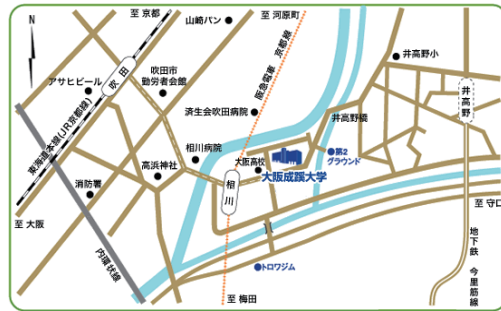 至 京都
山崎パン
至 河原町
N
阪急電車 京都線
井高野小
吹田
吹田市
勤労者会館
アサヒビール
東海道本線(JR京都線)
済生会吹田病院
井高野橋
井高野
相川病院
大阪高校
第2
グラウンド
高浜神社
大阪成蹊大学
消防署
相川
至 大阪
至 守口
内環状線
トロワジム
地下鉄 今里筋線
至 梅田